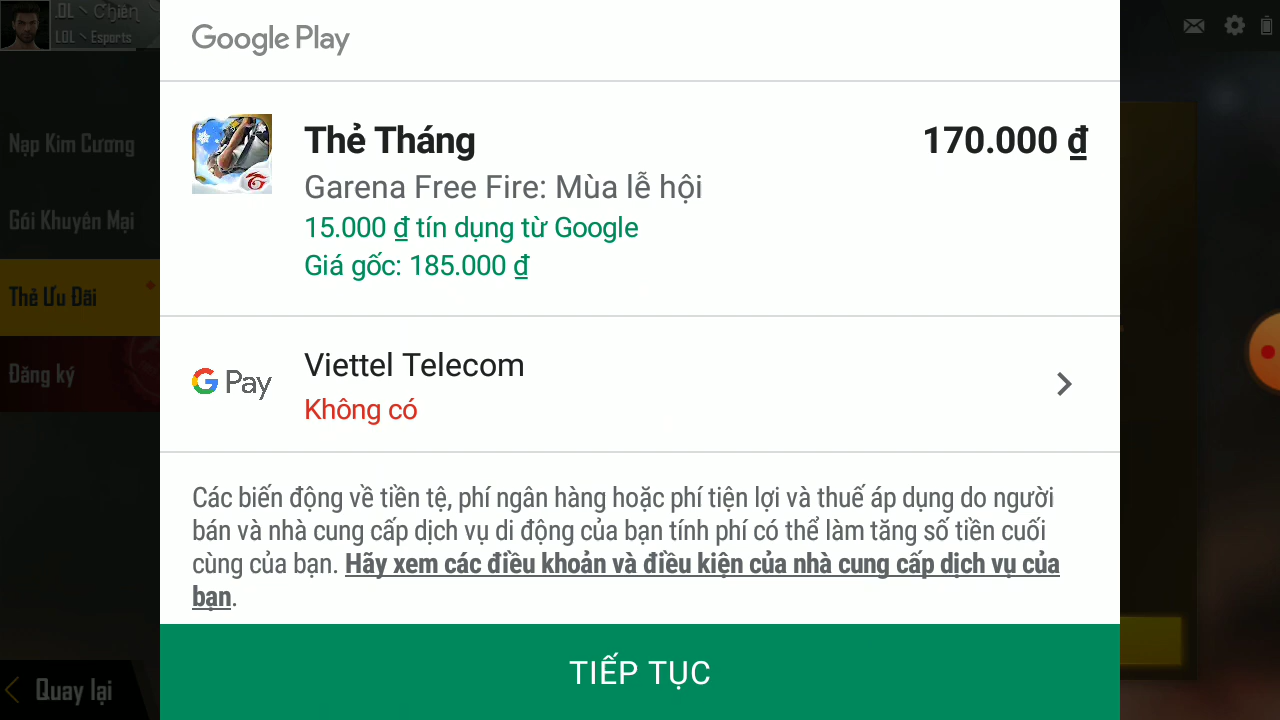 .OL ヽ Chiến
LOL ヽ Esports
Nạp Kim Cương
Gói Khuyến Mại
Thẻ Ưu Đãi
Đăng ký
Quay lại
Google Play
Thẻ Tháng
170.000 ₫
Garena Free Fire: Mùa lễ hội
15.000 ₫ tín dụng từ Google
Giá gốc: 185.000 ₫
G Pay
Viettel Telecom
Không có
Các biến động về tiền tệ, phí ngân hàng hoặc phí tiện lợi và thuế áp dụng do người
bán và nhà cung cấp dịch vụ di động của bạn tính phí có thể làm tăng số tiền cuối
cùng của bạn. Hãy xem các điều khoản và điều kiện của nhà cung cấp dịch vụ của
bạn.
TIẾP TỤC